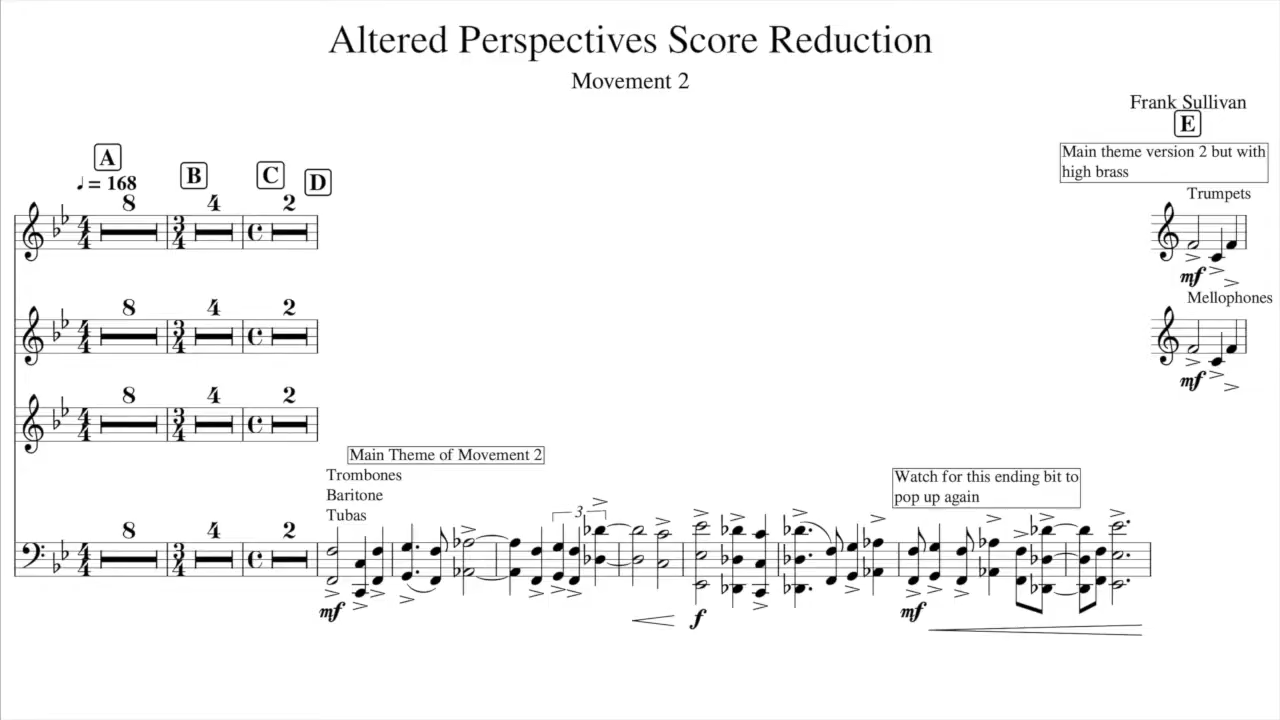 Altered Perspectives Score Reduction
Movement 2
Frank Sullivan
A
B
C
D
E
♩= 168
Main theme version 2 but with
high brass
Trumpets
8
4
2
mf
Mellophones
8
4
2
mf
8
4
2
Main Theme of Movement 2
Trombones
Baritone
Tubas
Watch for this ending bit to
pop up again
8
4
2
3
mf
f
mf